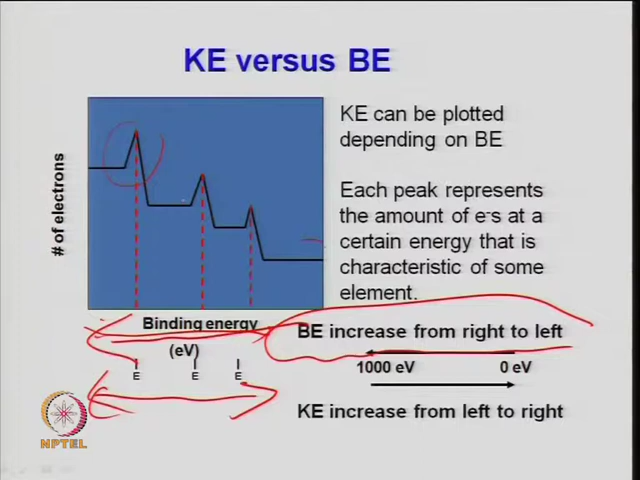 KE versus BE
# of electrons
KE can be plotted
depending on BE
Each peak represents
the amount of e-s at a
certain energy that is
characteristic of some
element.
Binding energy
(eV)
E
E
E
BE increase from right to left
1000 eV
0 eV
KE increase from left to right
NPTEL